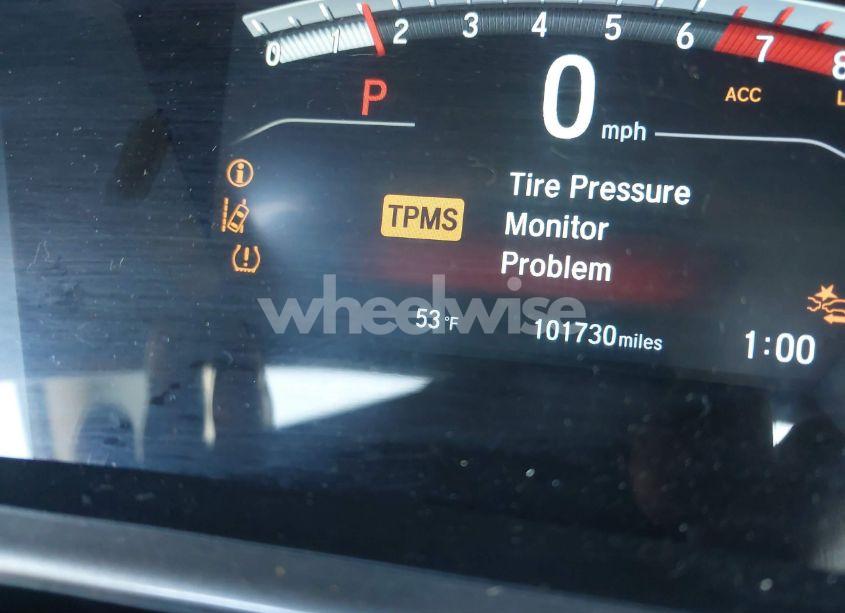 0 1 2 3 4 5 6 7 8
P
0 mph
ACC
L
i
TPMS
Tire Pressure
Monitor
Problem
!
wheelwise
53 °F
101730 miles
1:00